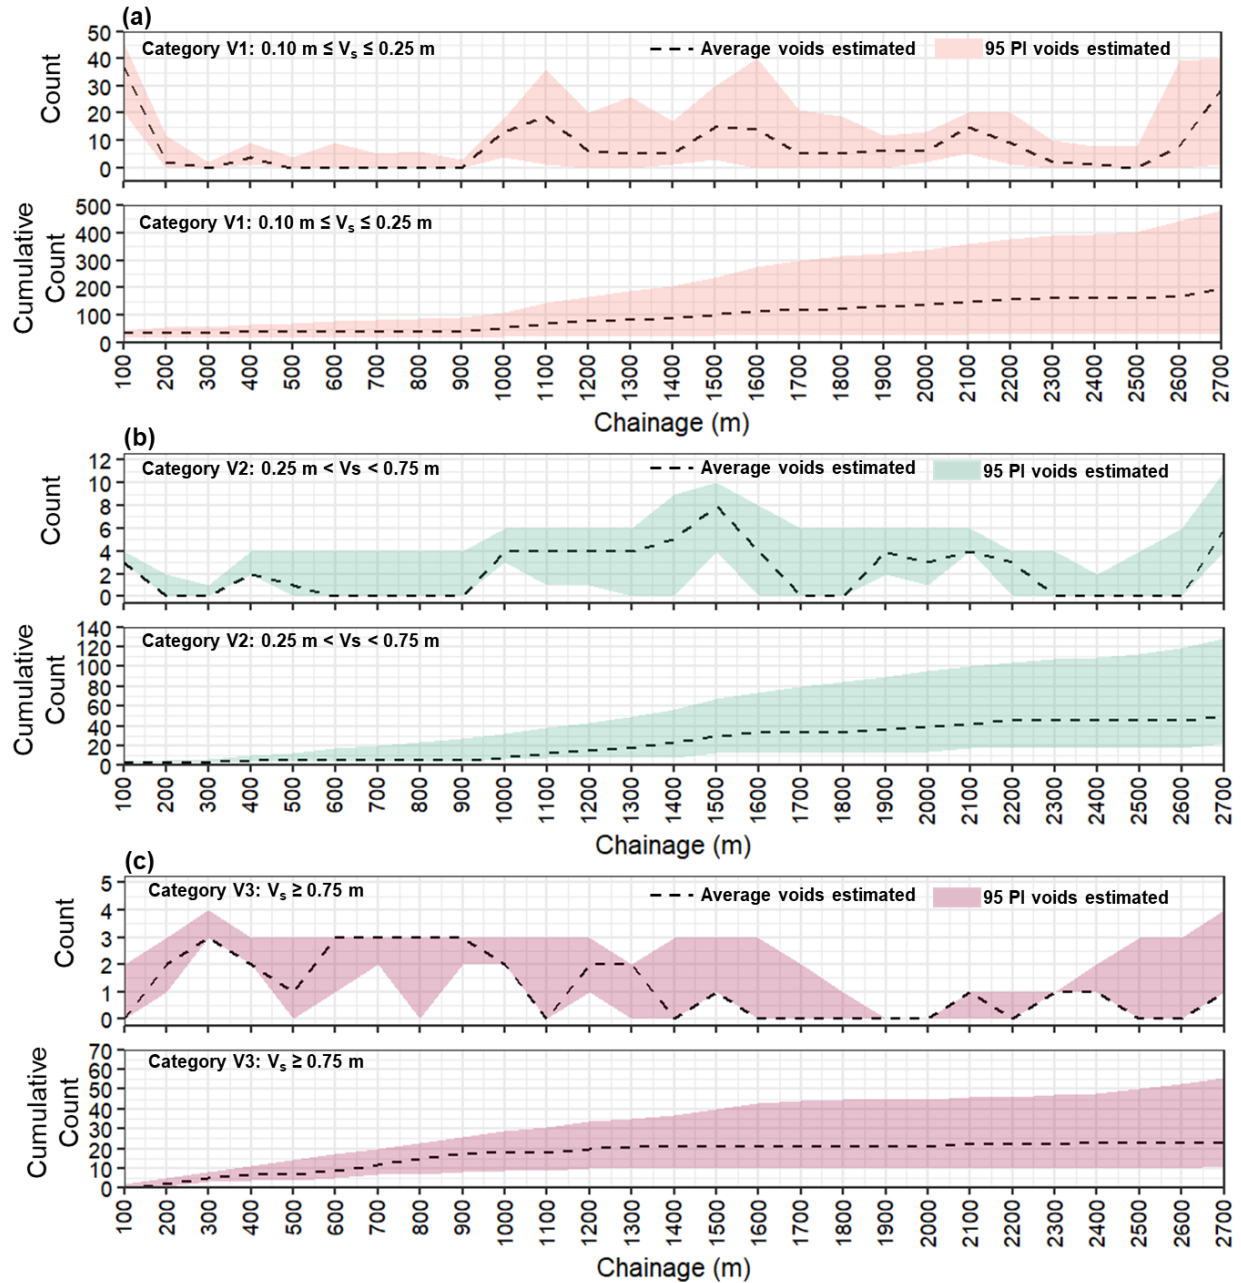 (a)
Category V1: 0.10 m ≤ Vs ≤ 0.25 m
Average voids estimated
95 PI voids estimated
Count
50
40
30
20
10
0
Category V1: 0.10 m ≤ Vs ≤ 0.25 m
Cumulative
Count
500
400
300
200
100
0
100 200 300 400 500 600 700 800 900 1000 1100 1200 1300 1400 1500 1600 1700 1800 1900 2000 2100 2200 2300 2400 2500 2600 2700
Chainage (m)
(b)
Category V2: 0.25 m < Vs < 0.75 m
Average voids estimated
95 PI voids estimated
Count
12
10
8
6
4
2
0
Category V2: 0.25 m < Vs < 0.75 m
Cumulative
Count
140
120
100
80
60
40
20
0
100 200 300 400 500 600 700 800 900 1000 1100 1200 1300 1400 1500 1600 1700 1800 1900 2000 2100 2200 2300 2400 2500 2600 2700
Chainage (m)
(c)
Category V3: Vs ≥ 0.75 m
Average voids estimated
95 PI voids estimated
Count
5
4
3
2
1
0
Category V3: Vs ≥ 0.75 m
Cumulative
Count
70
60
50
40
30
20
10
0
100 200 300 400 500 600 700 800 900 1000 1100 1200 1300 1400 1500 1600 1700 1800 1900 2000 2100 2200 2300 2400 2500 2600 2700
Chainage (m)